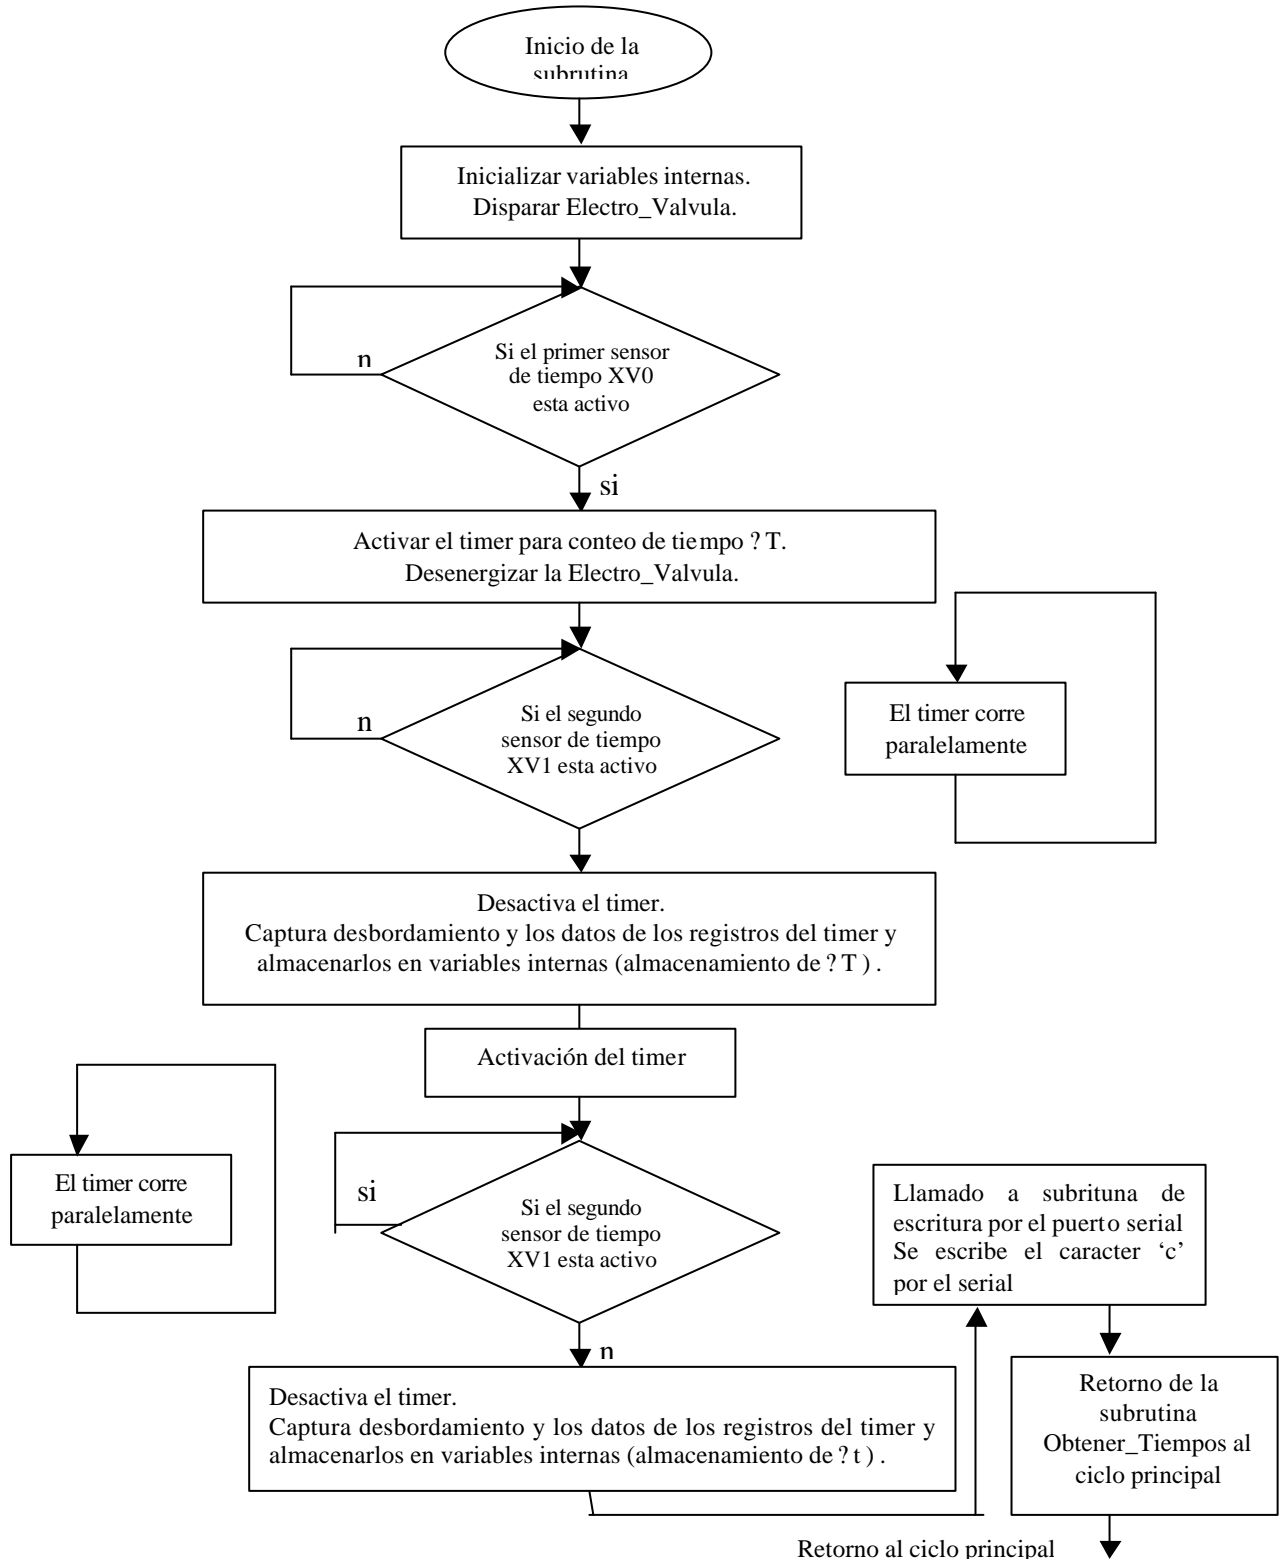 Inicio de la
subrutina
Inicializar variables internas.
Disparar Electro_Valvula.
n
Si el primer sensor
de tiempo XV0
esta activo
si
Activar el timer para conteo de tiempo ? T.
Desenergizar la Electro_Valvula.
n
Si el segundo
sensor de tiempo
XV1 esta activo
El timer corre
paralelamente
Desactiva el timer.
Captura desbordamiento y los datos de los registros del timer y
almacenarlos en variables internas (almacenamiento de ? T ) .
Activación del timer
El timer corre
paralelamente
si
Si el segundo
sensor de tiempo
XV1 esta activo
n
Desactiva el timer.
Captura desbordamiento y los datos de los registros del timer y
almacenarlos en variables internas (almacenamiento de ? t ) .
Llamado a subrituna de
escritura por el puerto serial
Se escribe el caracter ‘c’
por el serial
Retorno de la
subrutina
Obtener_Tiempos al
ciclo principal
Retorno al ciclo principal